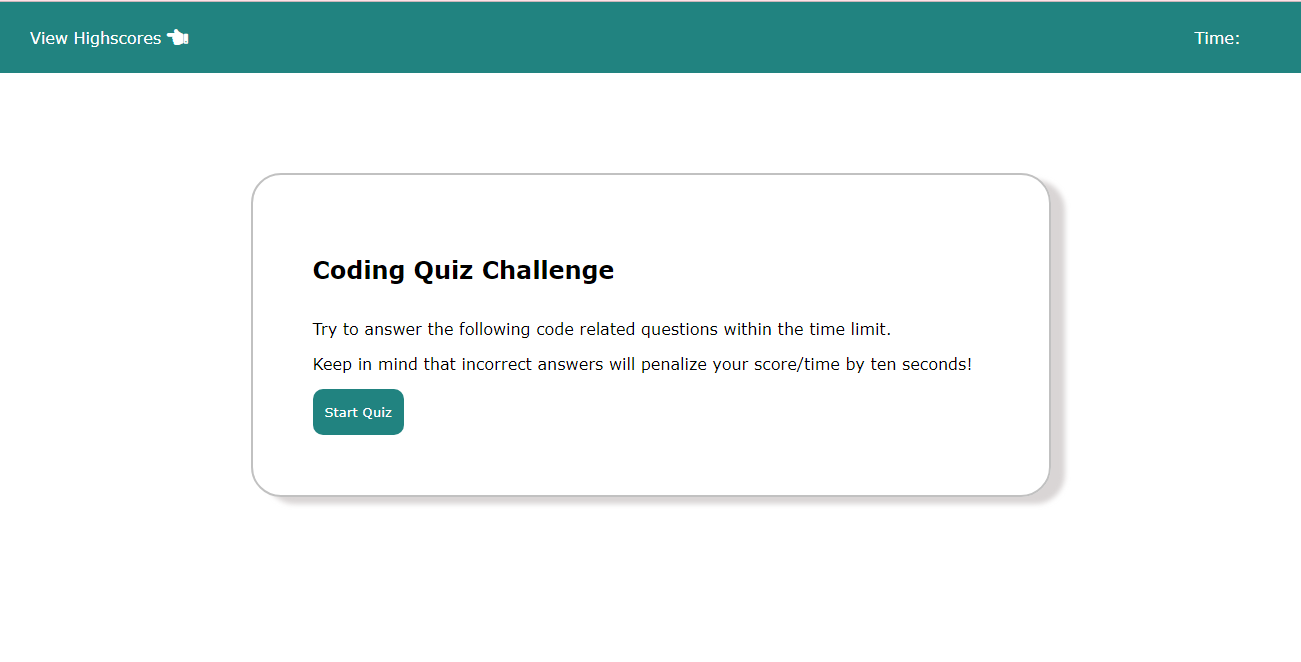 View Highscores
Time:
Coding Quiz Challenge
Try to answer the following code related questions within the time limit.
Keep in mind that incorrect answers will penalize your score/time by ten seconds!
Start Quiz